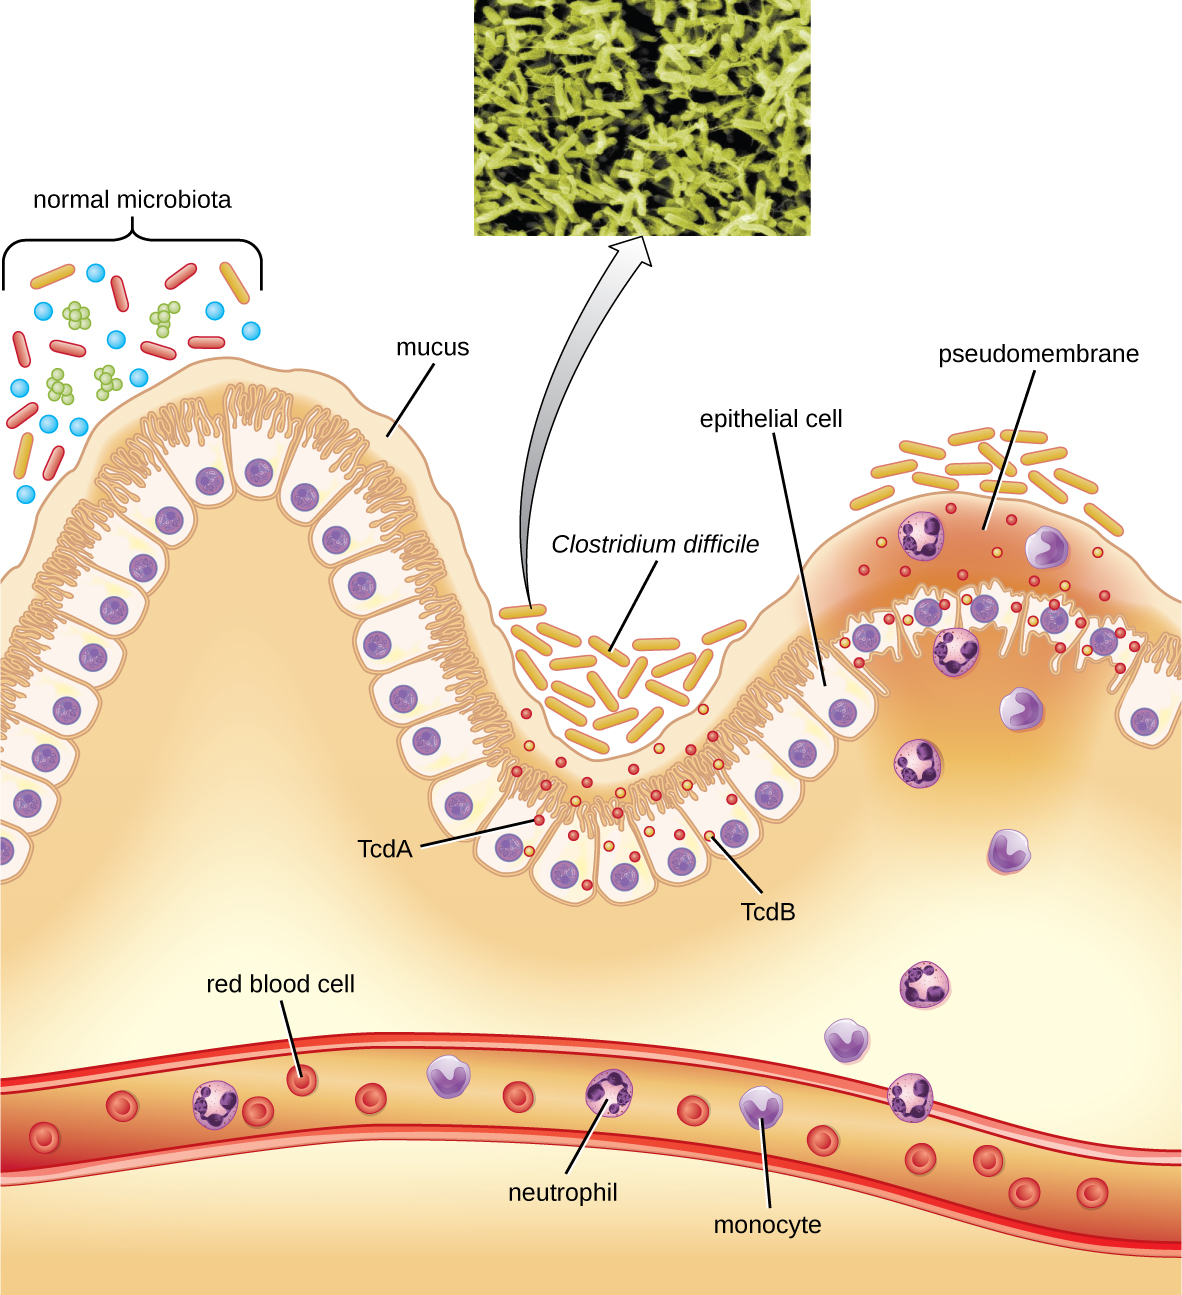 normal microbiota
mucus
pseudomembrane
epithelial cell
Clostridium difficile
TcdA
TcdB
red blood cell
neutrophil
monocyte